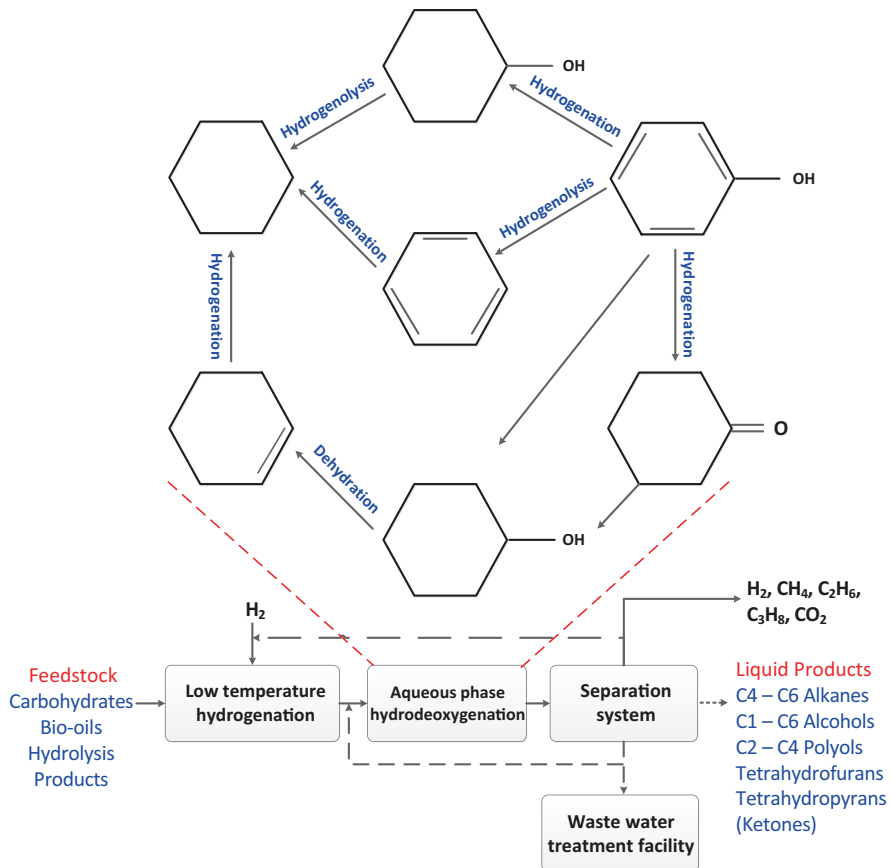 OH
Hydrogenolysis
Hydrogenation
OH
Hydrogenation
Hydrogenolysis
Hydrogenation
Hydrogenation
O
Dehydration
OH
H₂, CH₄, C₂H₆,
C₃H₈, CO₂
H₂
Feedstock
Carbohydrates
Bio-oils
Hydrolysis
Products
Low temperature
hydrogenation
Aqueous phase
hydrodeoxygenation
Separation
system
Liquid Products
C4 – C6 Alkanes
C1 – C6 Alcohols
C2 – C4 Polyols
Tetrahydrofurans
Tetrahydropyrans
(Ketones)
Waste water
treatment facility